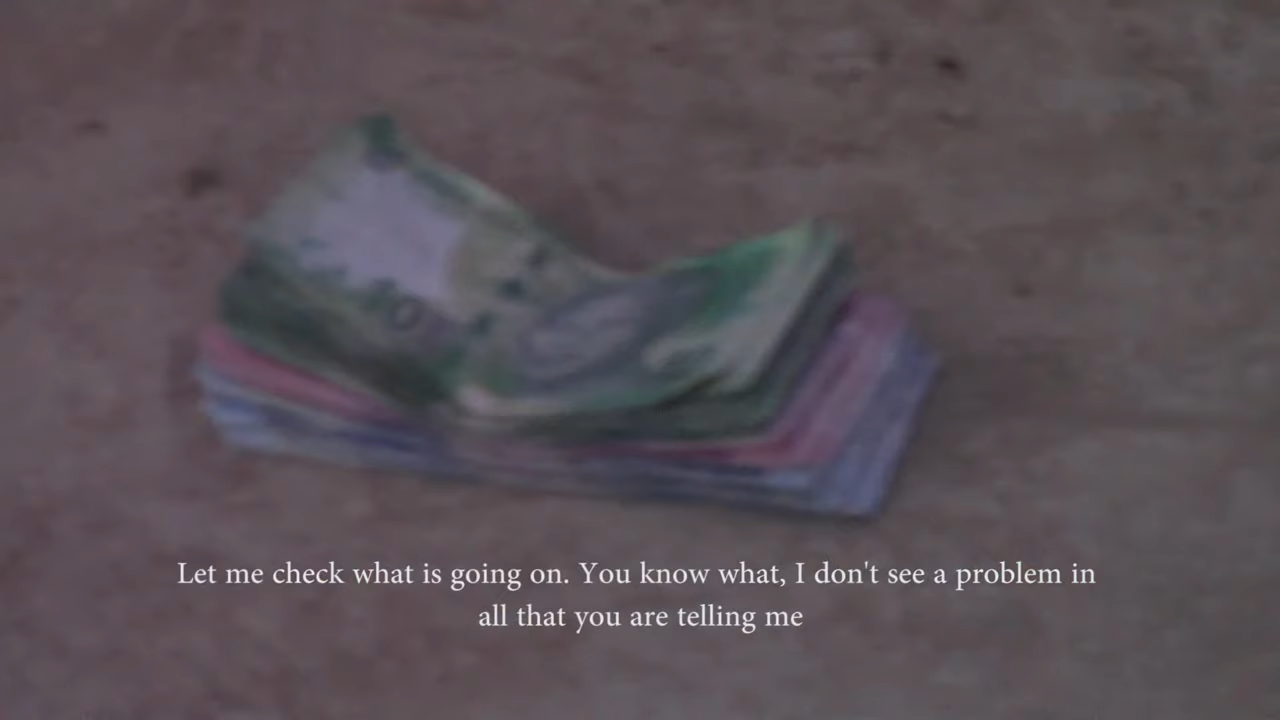 Let me check what is going on. You know what, I don't see a problem in
all that you are telling me